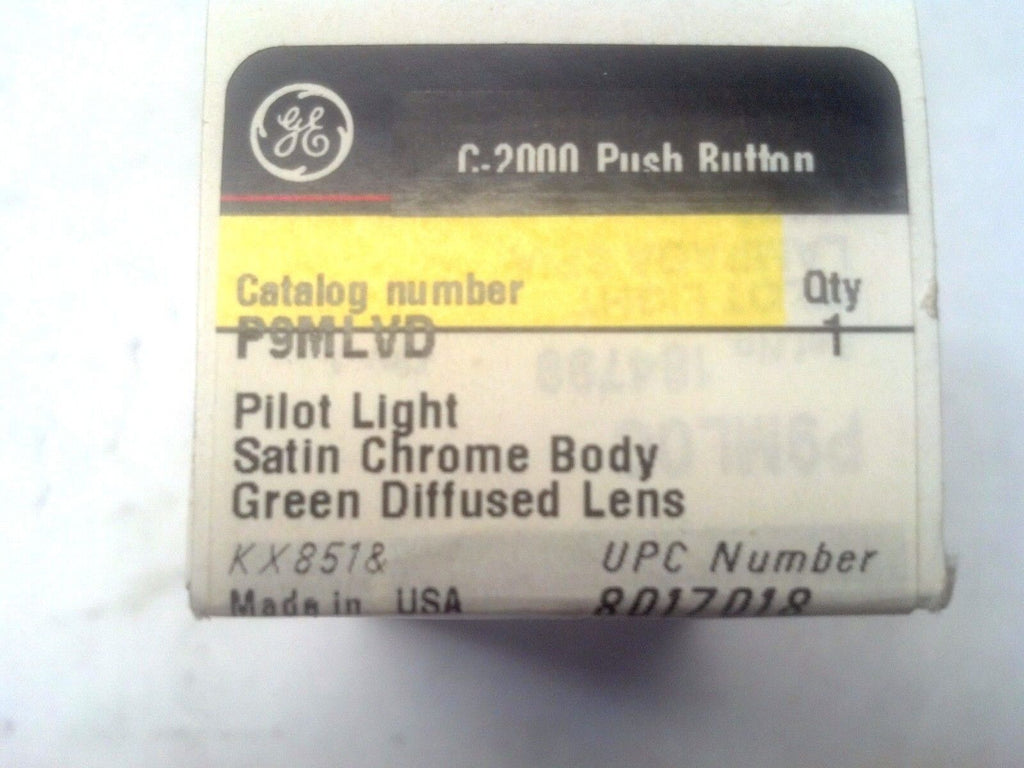 GE
C-2000 Push Button
Catalog number Qty
P9MLVD 1
Pilot Light
Satin Chrome Body
Green Diffused Lens
KX851& UPC Number
Made in USA 8017018